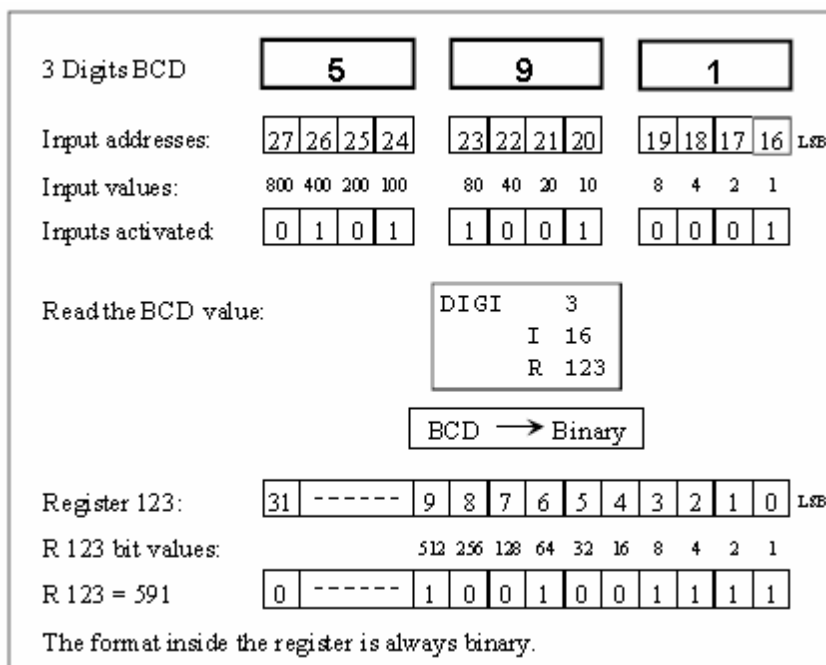 3 Digits BCD 5 9 1
Input addresses: 27 26 25 24 23 22 21 20 19 18 17 16 LSB
Input values: 800 400 200 100 80 40 20 10 8 4 2 1
Inputs activated: 0 1 0 1 1 0 0 1 0 0 0 1
Read the BCD value:
DIGI 3
I 16
R 123
BCD → Binary
Register 123: 31 ------ 9 8 7 6 5 4 3 2 1 0 LSB
R 123 bit values: 512 256 128 64 32 16 8 4 2 1
R 123 = 591 0 ------ 1 0 0 1 0 0 1 1 1 1
The format inside the register is always binary.